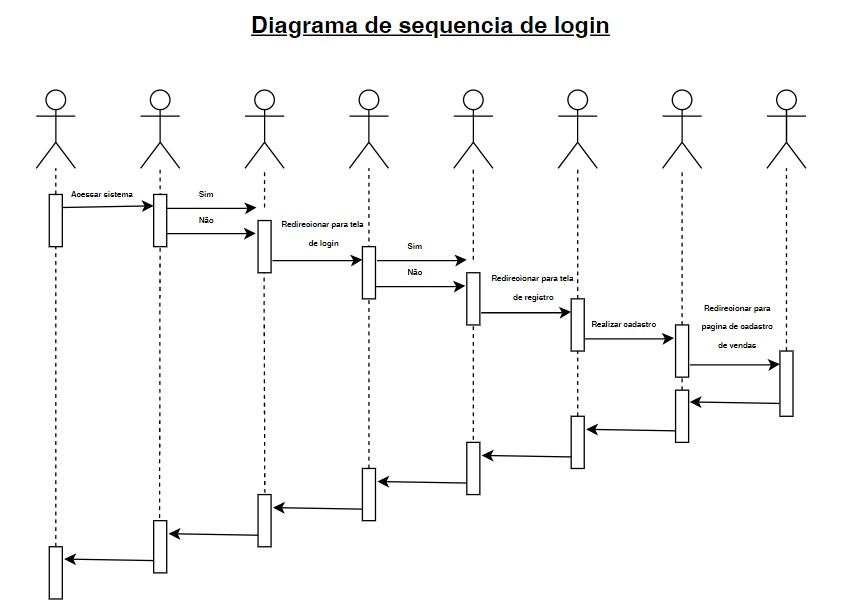 Diagrama de sequencia de login
Acessar sistema
Sim
Não
Redirecionar para tela
de login
Sim
Não
Redirecionar para tela
de registro
Realizar cadastro
Redirecionar para
pagina de cadastro
de vendas